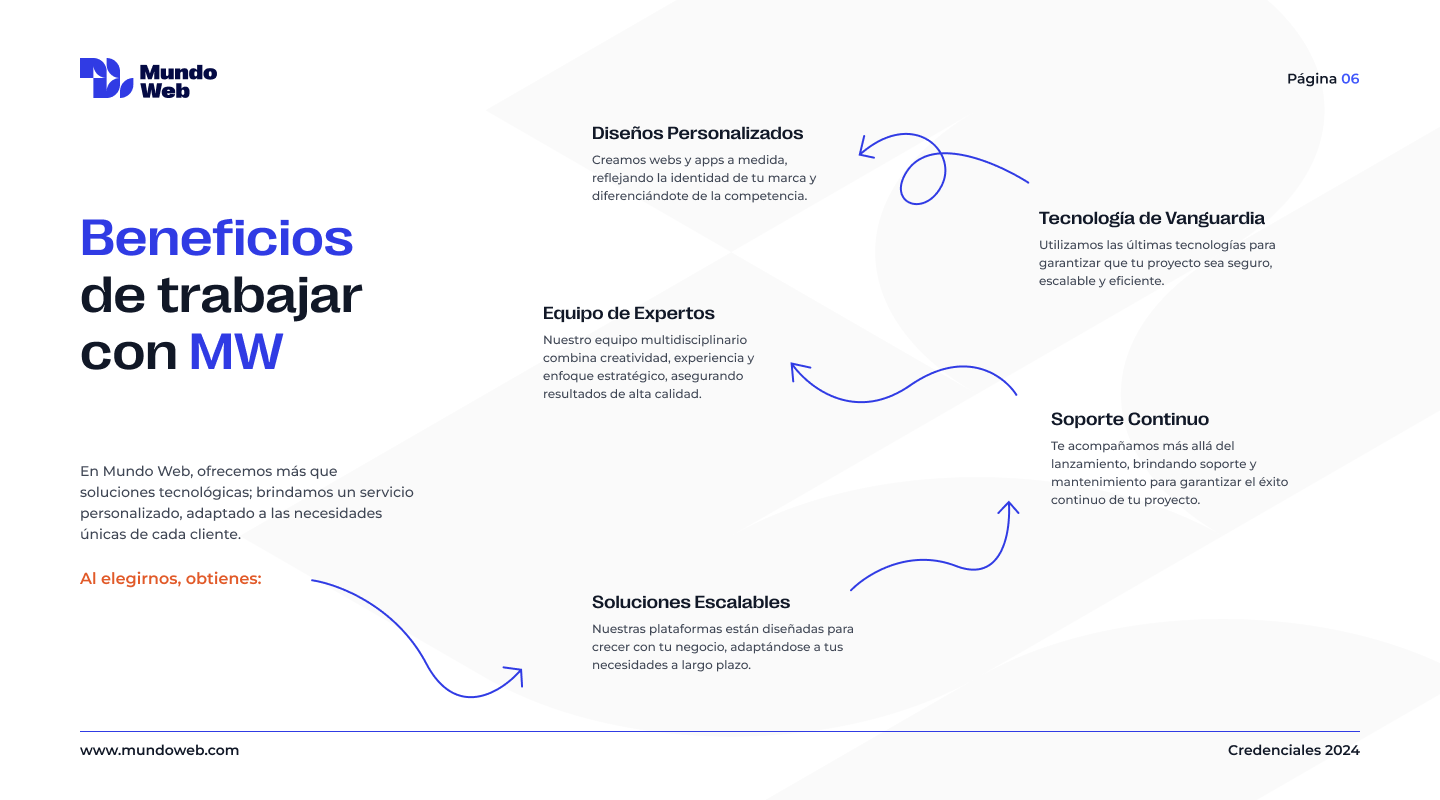 Mundo
Web
Página 06
Beneficios
de trabajar
con MW
En Mundo Web, ofrecemos más que
soluciones tecnológicas; brindamos un servicio
personalizado, adaptado a las necesidades
únicas de cada cliente.
Al elegirnos, obtienes:
Diseños Personalizados
Creamos webs y apps a medida,
reflejando la identidad de tu marca y
diferenciándote de la competencia.
Tecnología de Vanguardia
Utilizamos las últimas tecnologías para
garantizar que tu proyecto sea seguro,
escalable y eficiente.
Equipo de Expertos
Nuestro equipo multidisciplinario
combina creatividad, experiencia y
enfoque estratégico, asegurando
resultados de alta calidad.
Soporte Continuo
Te acompañamos más allá del
lanzamiento, brindando soporte y
mantenimiento para garantizar el éxito
continuo de tu proyecto.
Soluciones Escalables
Nuestras plataformas están diseñadas para
crecer con tu negocio, adaptándose a tus
necesidades a largo plazo.
www.mundoweb.com
Credenciales 2024